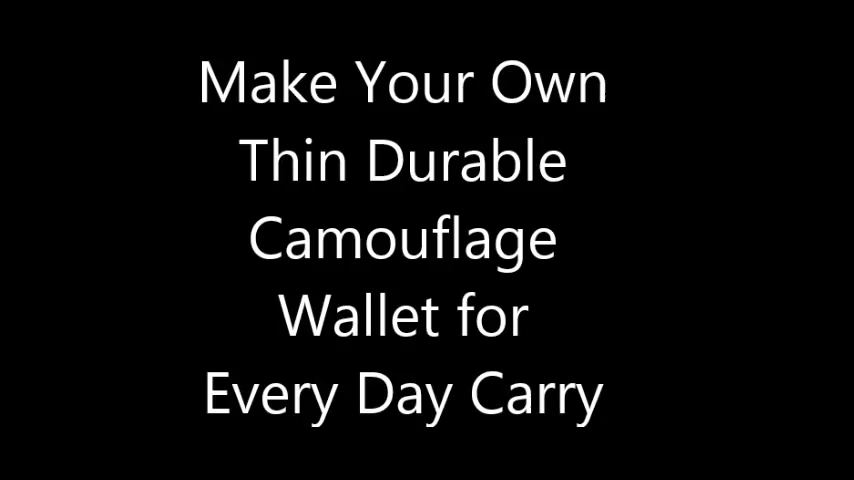 Make Your Own
Thin Durable
Camouflage
Wallet for
Every Day Carry